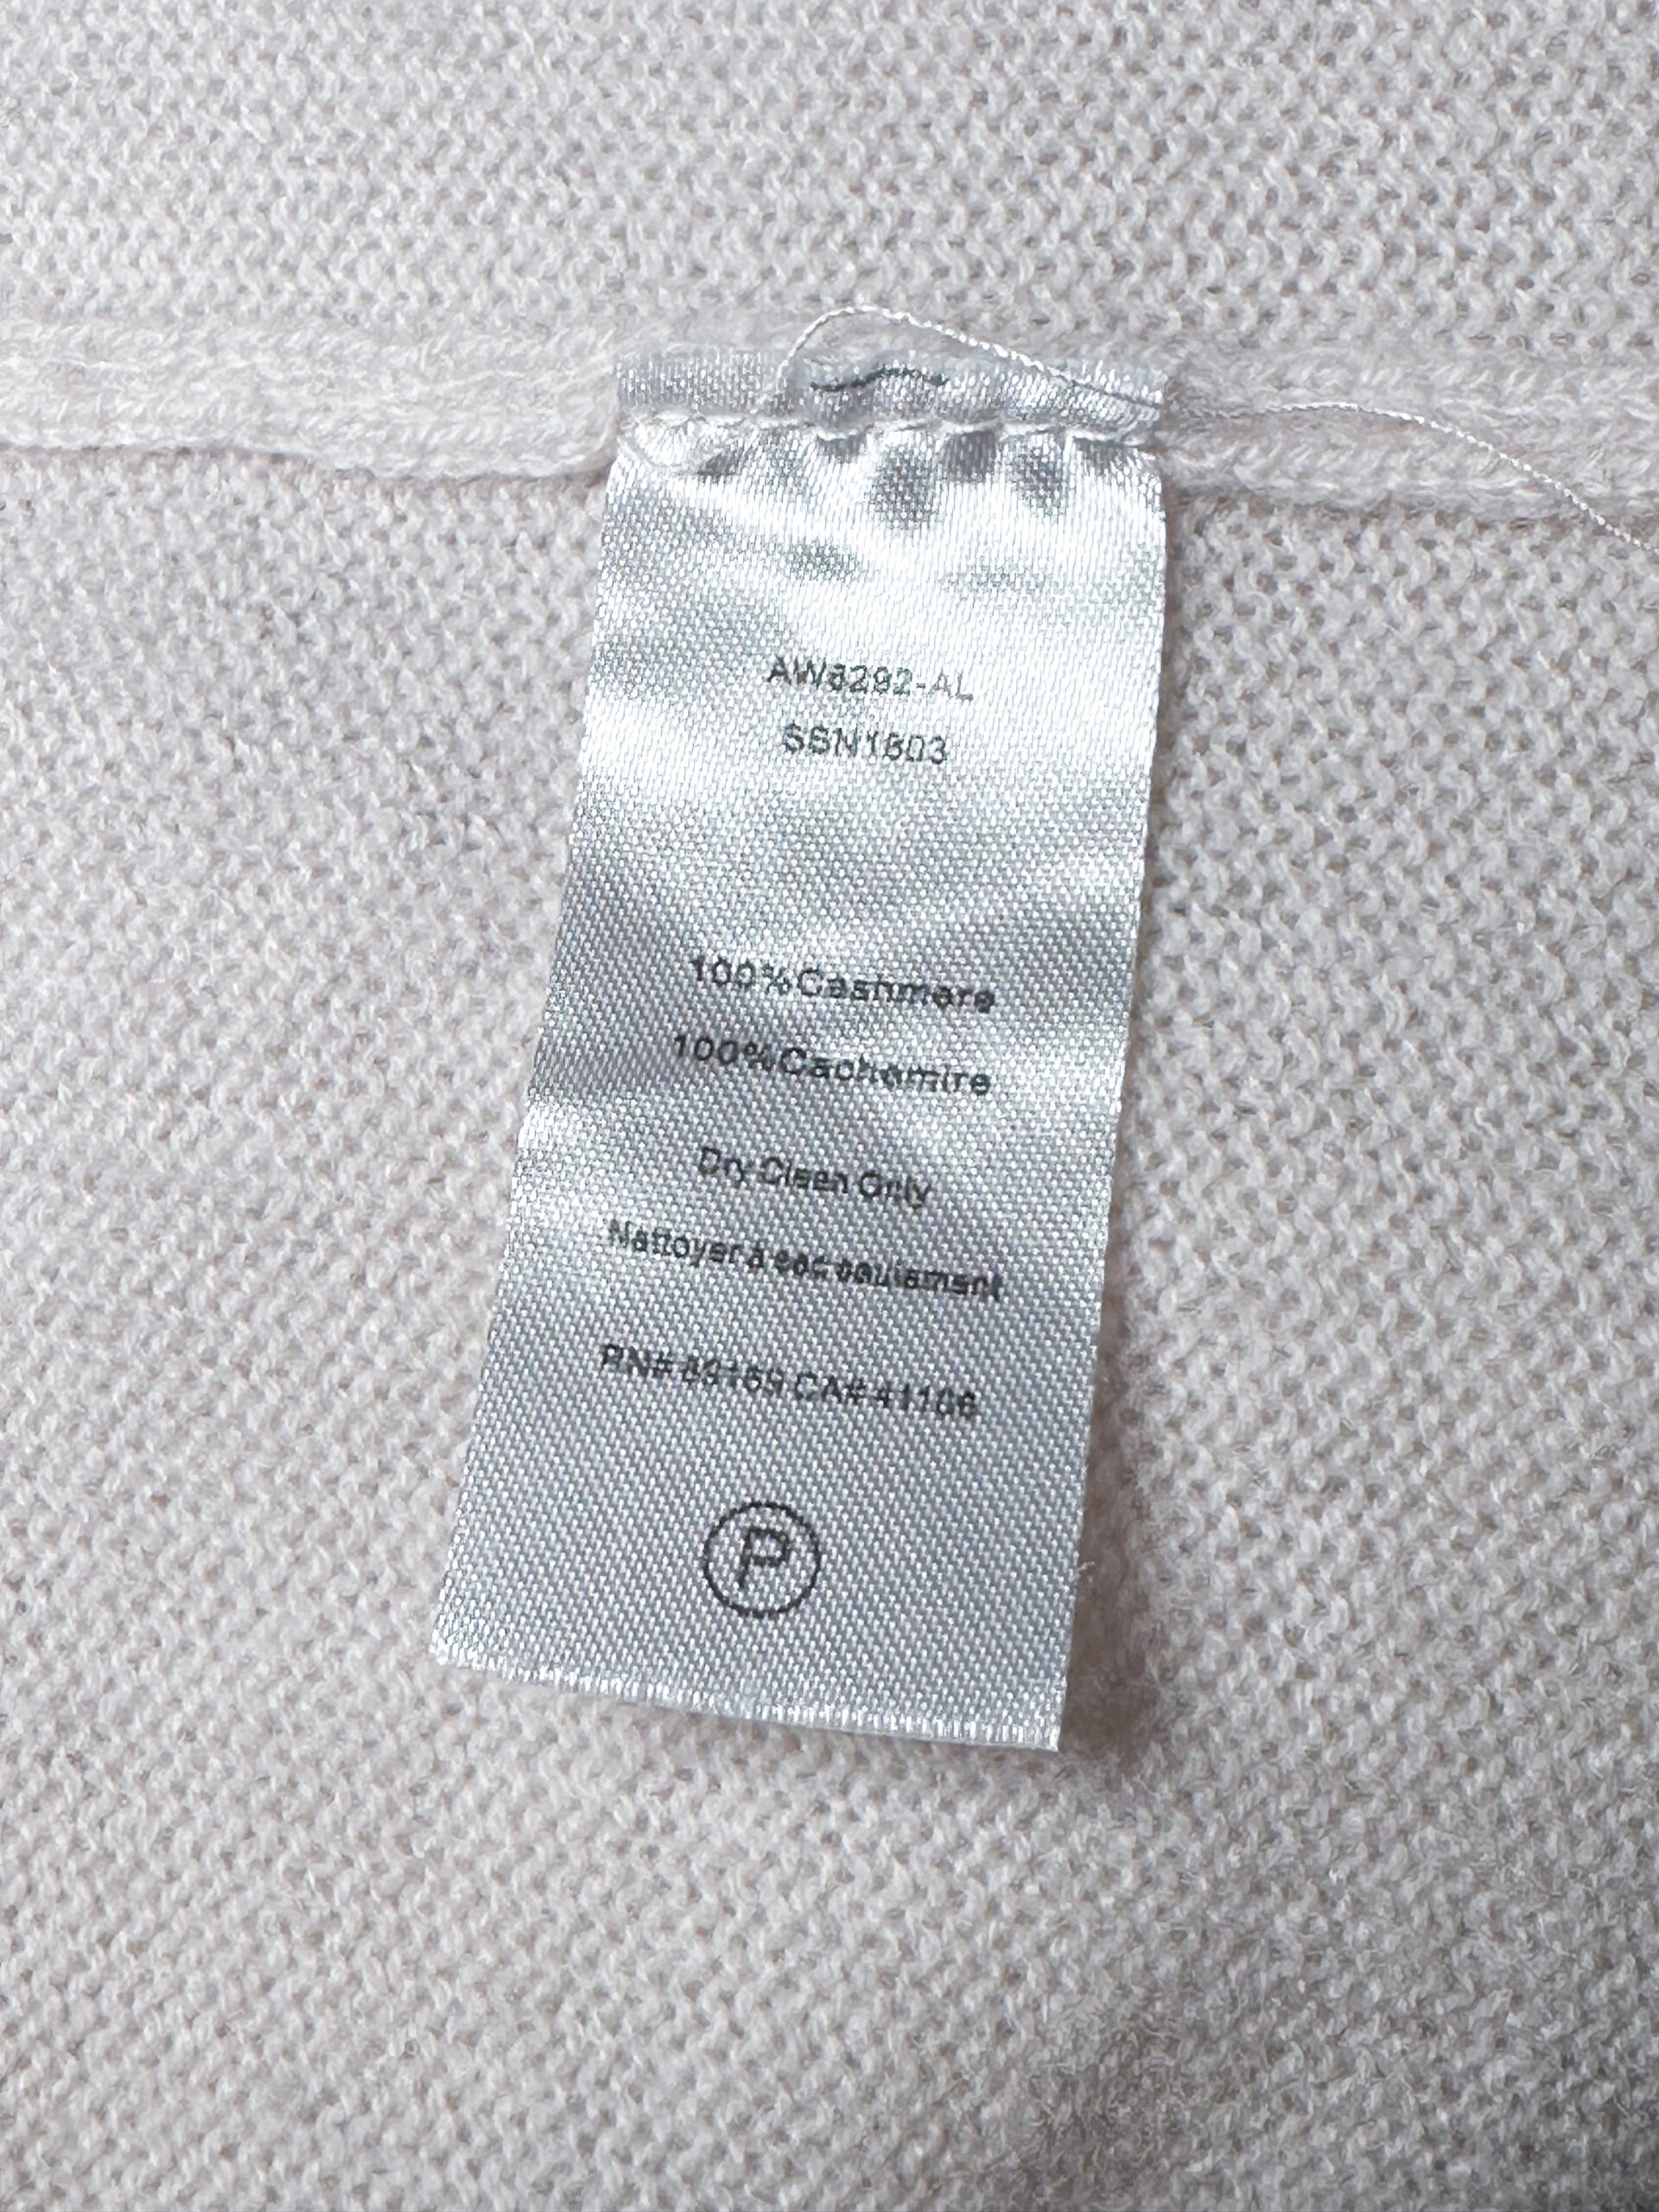 AW8292-AL
SSN1803
100%Cashmere
100%Cachemire
Dry Clean Only
Nettoyer à sec seulement
RN# 89169 CA# 41166
P